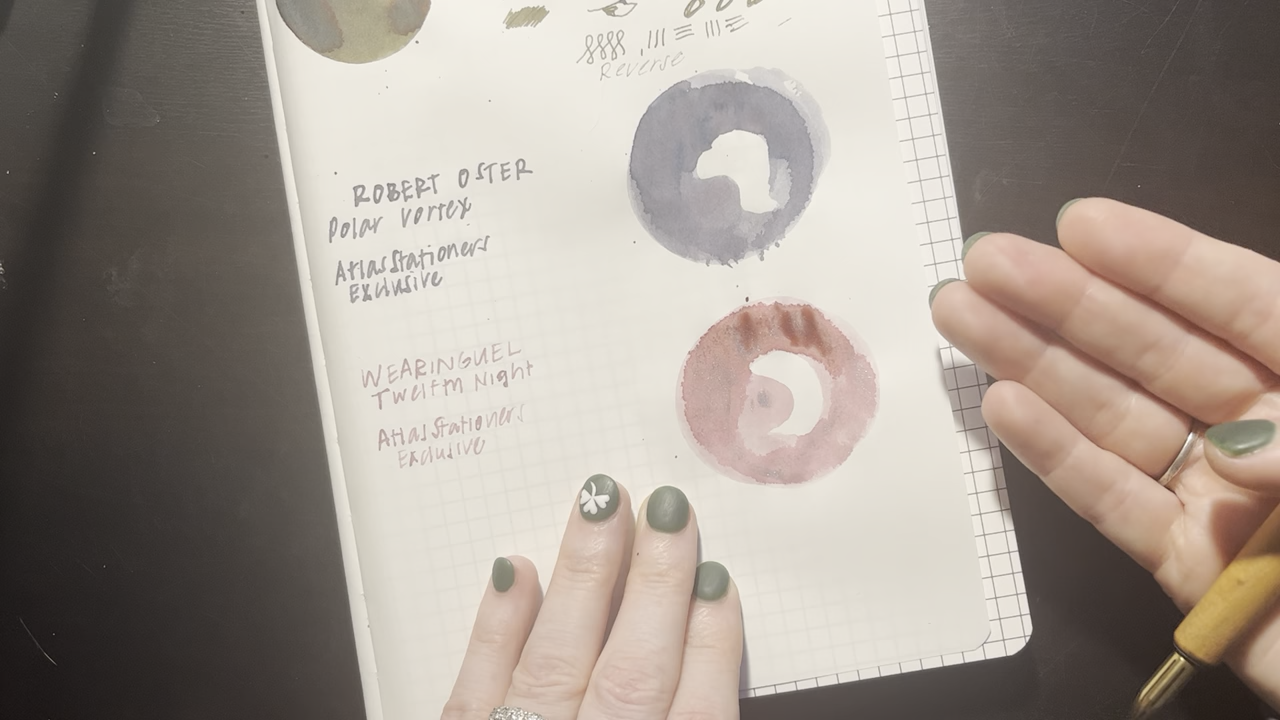 Reverse
ROBERT OSTER
Polar Vortex
Atlas Stationers
Exclusive
WEARINGUEL
Twelfth Night
Atlas Stationers
Exclusive